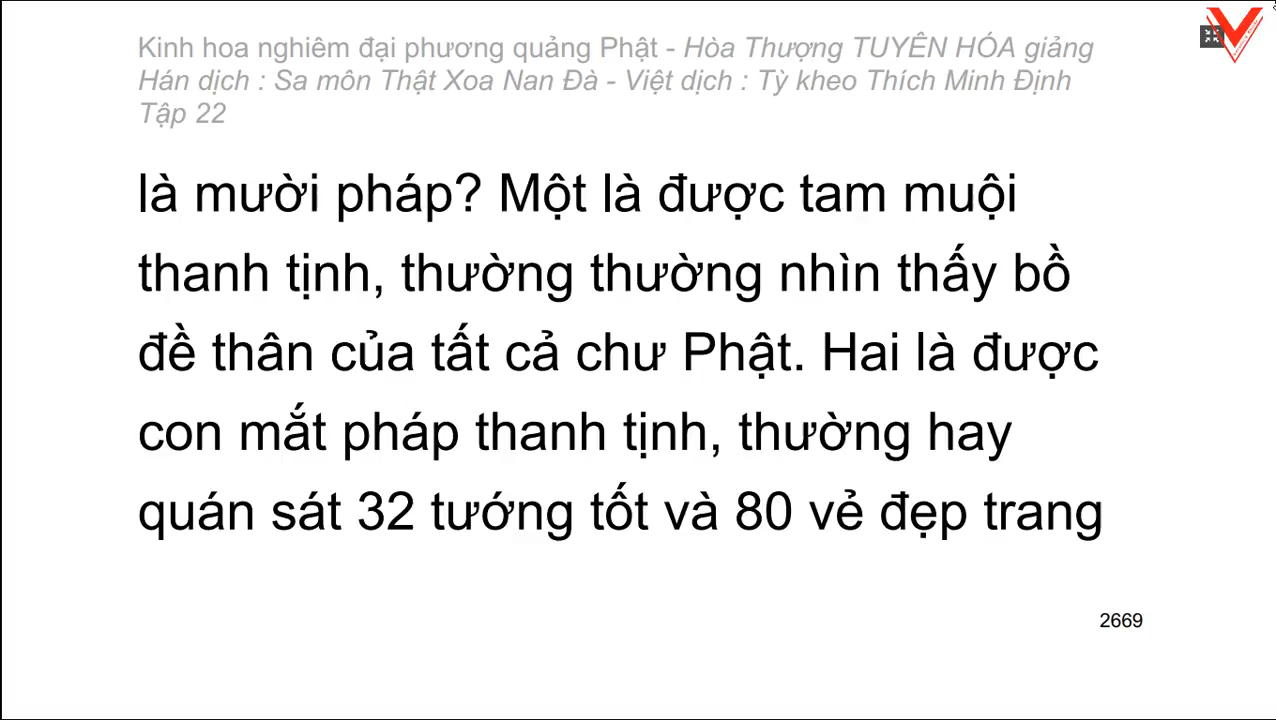 Kinh hoa nghiêm đại phương quảng Phật - Hòa Thượng TUYÊN HÓA giảng
Hán dịch : Sa môn Thật Xoa Nan Đà - Việt dịch : Tỳ kheo Thích Minh Định
Tập 22
là mười pháp? Một là được tam muội
thanh tịnh, thường thường nhìn thấy bồ
đề thân của tất cả chư Phật. Hai là được
con mắt pháp thanh tịnh, thường hay
quán sát 32 tướng tốt và 80 vẻ đẹp trang
2669